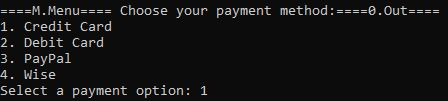 ====M.Menu==== Choose your payment method:====0.Out====
1. Credit Card
2. Debit Card
3. PayPal
4. Wise
Select a payment option: 1